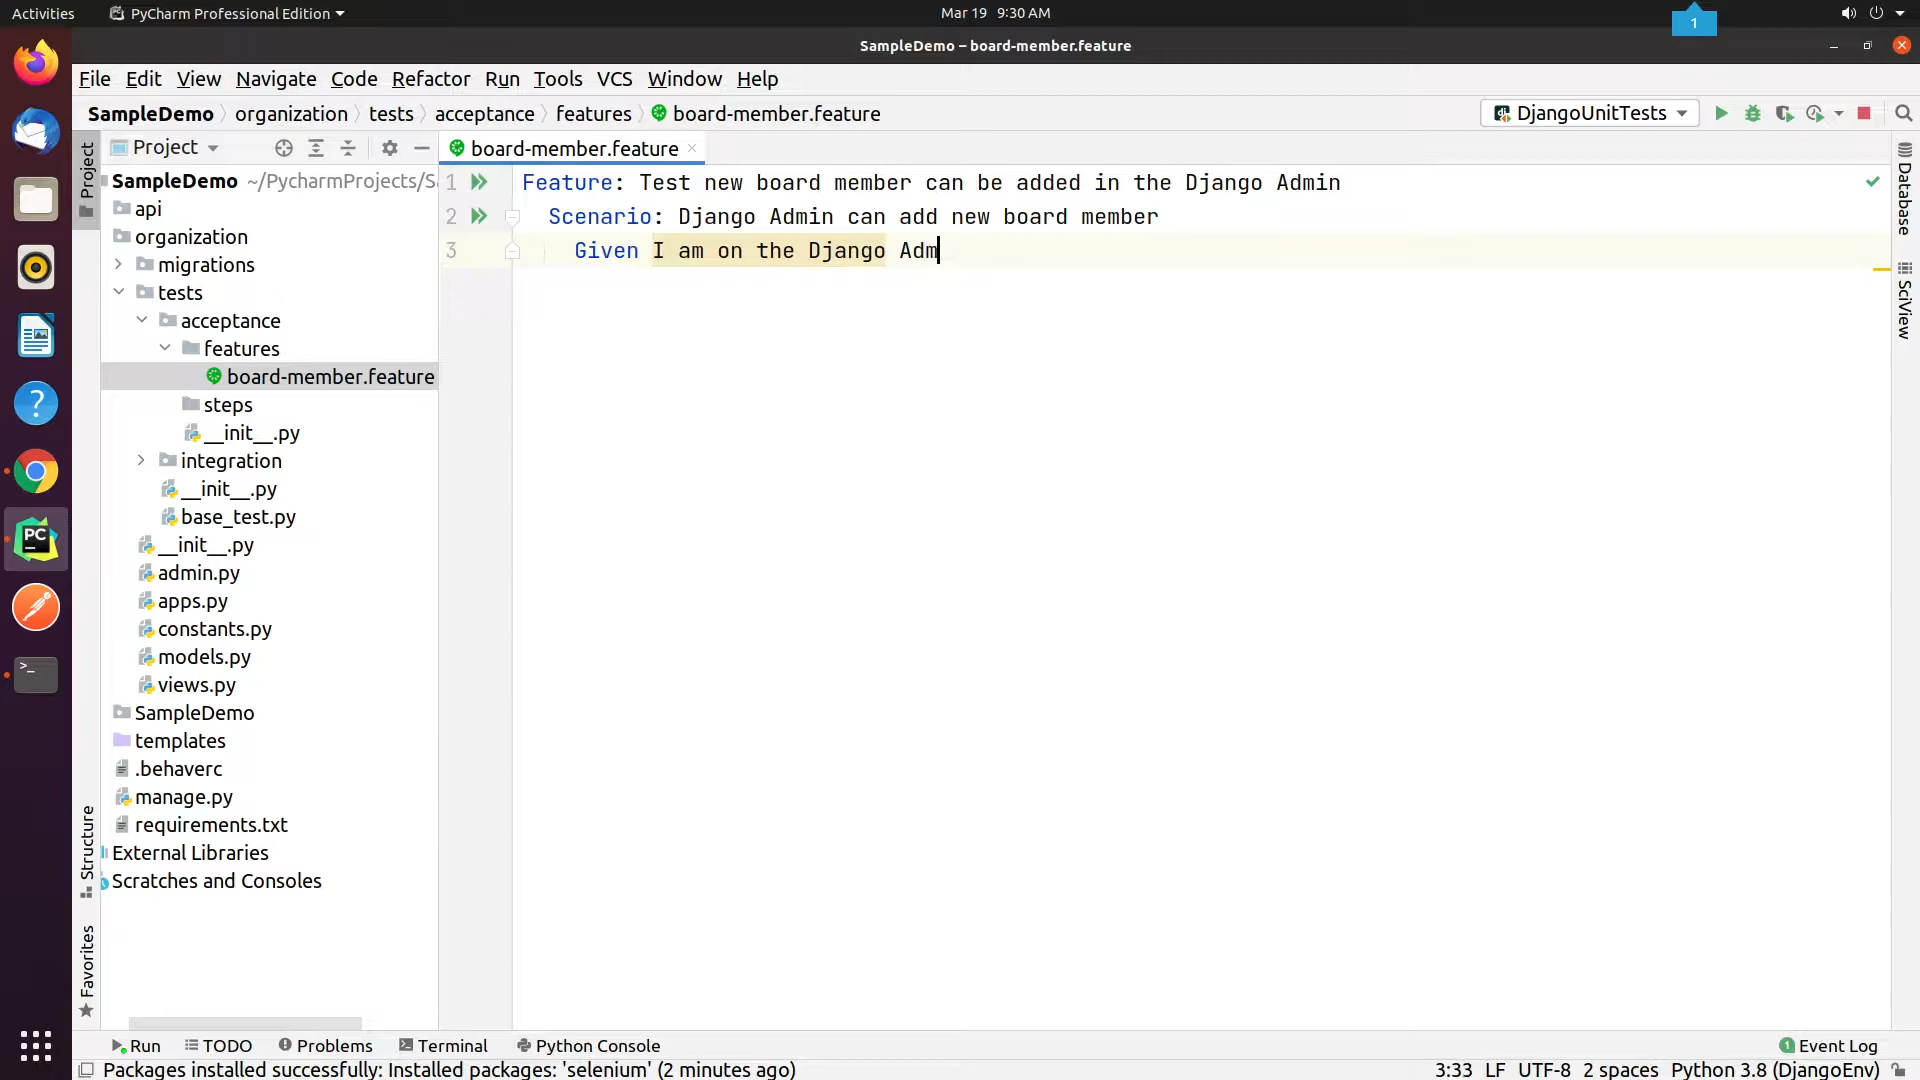 Activities PyCharm Professional Edition Mar 19 9:30 AM 1
SampleDemo – board-member.feature
File Edit View Navigate Code Refactor Run Tools VCS Window Help
SampleDemo organization tests acceptance features board-member.feature DjangoUnitTests
Project board-member.feature
SampleDemo ~/PycharmProjects/S
api
organization
migrations
tests
acceptance
features
board-member.feature
steps
__init__.py
integration
__init__.py
base_test.py
__init__.py
admin.py
apps.py
constants.py
models.py
views.py
SampleDemo
templates
.behaverc
manage.py
requirements.txt
External Libraries
Scratches and Consoles
1 Feature: Test new board member can be added in the Django Admin
2 Scenario: Django Admin can add new board member
3 Given I am on the Django Adm
Project
Structure
Favorites
Database
SciView
PC
>_
?
Run TODO Problems Terminal Python Console 1 Event Log
Packages installed successfully: Installed packages: 'selenium' (2 minutes ago) 3:33 LF UTF-8 2 spaces Python 3.8 (DjangoEnv)